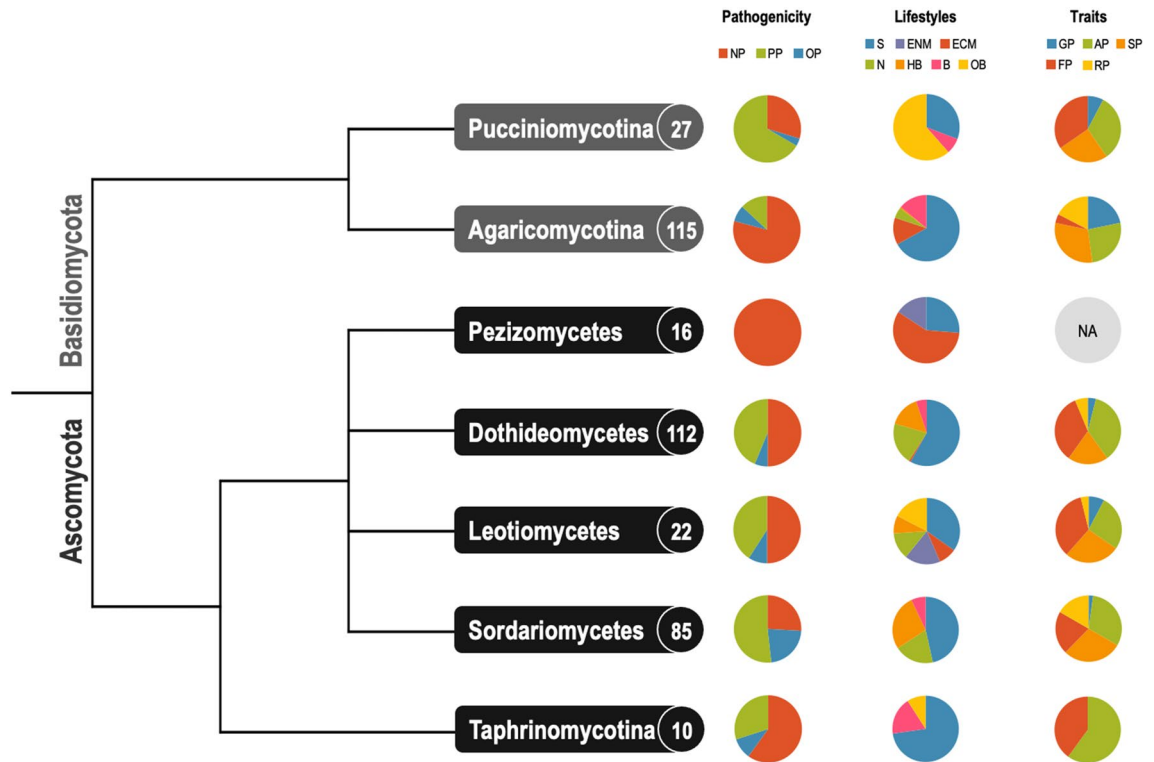 Pathogenicity
Lifestyles
Traits
NP PP OP
S ENM ECM
N HB B OB
GP AP SP
FP RP
Basidiomycota
Pucciniomycotina 27
Agaricomycotina 115
Ascomycota
Pezizomycetes 16
NA
Dothideomycetes 112
Leotiomycetes 22
Sordariomycetes 85
Taphrinomycotina 10